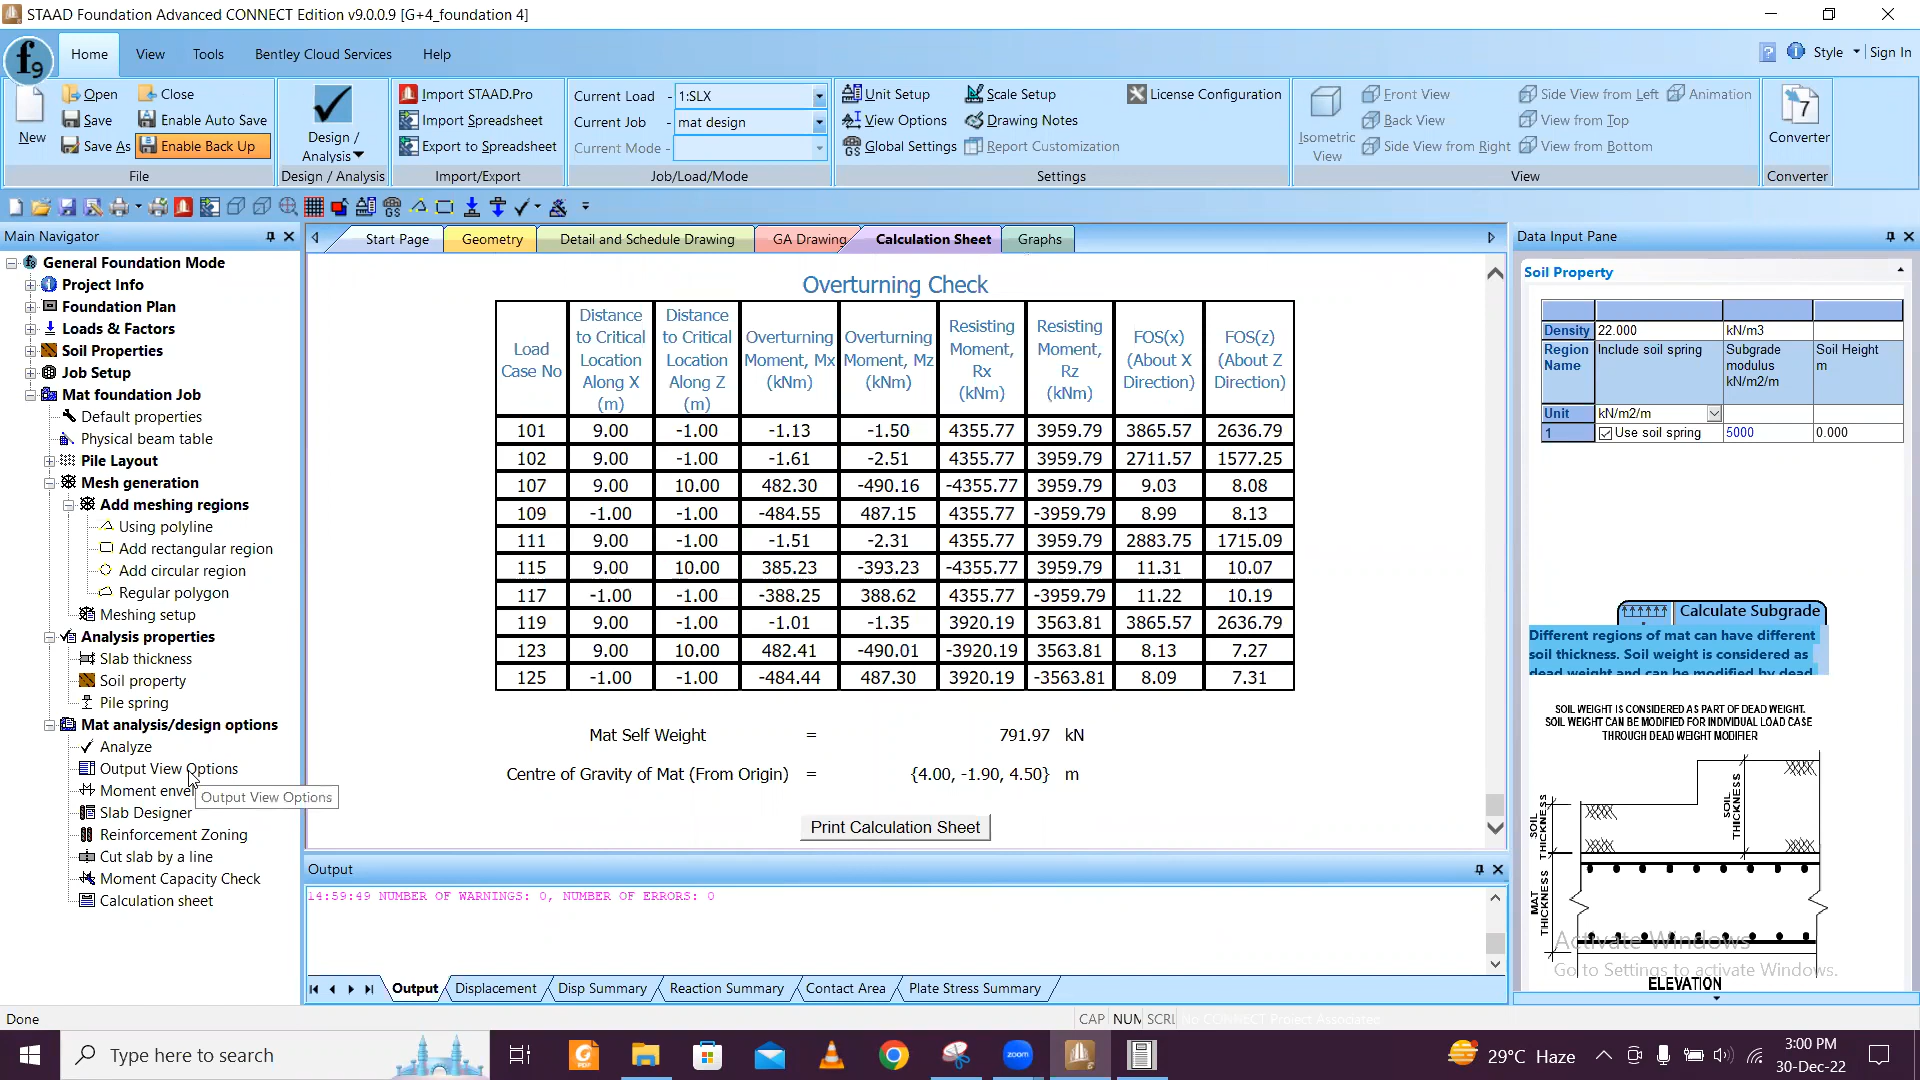 STAAD Foundation Advanced CONNECT Edition v9.0.0.9 [G+4_foundation 4]
Home View Tools Bentley Cloud Services Help Style Sign In
New Open Save Save As Close Enable Auto Save Enable Back Up
Design / Analysis
Import STAAD.Pro
Import Spreadsheet
Export to Spreadsheet
Current Load - 1:SLX
Current Job - mat design
Current Mode -
Unit Setup Scale Setup License Configuration
View Options Drawing Notes
Global Settings Report Customization
Isometric View
Front View Side View from Left Animation
Back View View from Top
Side View from Right View from Bottom
7
Converter
File Design / Analysis Import/Export Job/Load/Mode Settings View Converter
Main Navigator
General Foundation Mode
Project Info
Foundation Plan
Loads & Factors
Soil Properties
Job Setup
Mat foundation Job
Default properties
Physical beam table
Pile Layout
Mesh generation
Add meshing regions
Using polyline
Add rectangular region
Add circular region
Regular polygon
Meshing setup
Analysis properties
Slab thickness
Soil property
Pile spring
Mat analysis/design options
Analyze
Output View Options
Moment envel
Output View Options
Slab Designer
Reinforcement Zoning
Cut slab by a line
Moment Capacity Check
Calculation sheet
Start Page Geometry Detail and Schedule Drawing GA Drawing Calculation Sheet Graphs
Overturning Check
Load Case No | Distance to Critical Location Along X (m) | Distance to Critical Location Along Z (m) | Overturning Moment, Mx (kNm) | Overturning Moment, Mz (kNm) | Resisting Moment, Rx (kNm) | Resisting Moment, Rz (kNm) | FOS(x) (About X Direction) | FOS(z) (About Z Direction)
101 9.00 -1.00 -1.13 -1.50 4355.77 3959.79 3865.57 2636.79
102 9.00 -1.00 -1.61 -2.51 4355.77 3959.79 2711.57 1577.25
107 9.00 10.00 482.30 -490.16 -4355.77 3959.79 9.03 8.08
109 -1.00 -1.00 -484.55 487.15 4355.77 -3959.79 8.99 8.13
111 9.00 -1.00 -1.51 -2.31 4355.77 3959.79 2883.75 1715.09
115 9.00 10.00 385.23 -393.23 -4355.77 3959.79 11.31 10.07
117 -1.00 -1.00 -388.25 388.62 4355.77 -3959.79 11.22 10.19
119 9.00 -1.00 -1.01 -1.35 3920.19 3563.81 3865.57 2636.79
123 9.00 10.00 482.41 -490.01 -3920.19 3563.81 8.13 7.27
125 -1.00 -1.00 -484.44 487.30 3920.19 -3563.81 8.09 7.31
Mat Self Weight = 791.97 kN
Centre of Gravity of Mat (From Origin) = {4.00, -1.90, 4.50} m
Print Calculation Sheet
Output
14:59:49 NUMBER OF WARNINGS: 0, NUMBER OF ERRORS: 0
Output Displacement Disp Summary Reaction Summary Contact Area Plate Stress Summary
Data Input Pane
Soil Property
Density 22.000 kN/m3
Region Name Include soil spring Subgrade modulus kN/m2/m Soil Height m
Unit kN/m2/m
1 Use soil spring 5000 0.000
Calculate Subgrade
Different regions of mat can have different
soil thickness. Soil weight is considered as
dead weight and can be modified by dead
SOIL WEIGHT IS CONSIDERED AS PART OF DEAD WEIGHT.
SOIL WEIGHT CAN BE MODIFIED FOR INDIVIDUAL LOAD CASE
THROUGH DEAD WEIGHT MODIFIER
SOIL THICKNESS
SOIL THICKNESS
MAT THICKNESS
ELEVATION
Activate Windows
Go to Settings to activate Windows.
Done
CAP NUM SCRL No CONNECT Project Associated
Type here to search
zoom
29°C Haze
3:00 PM
30-Dec-22